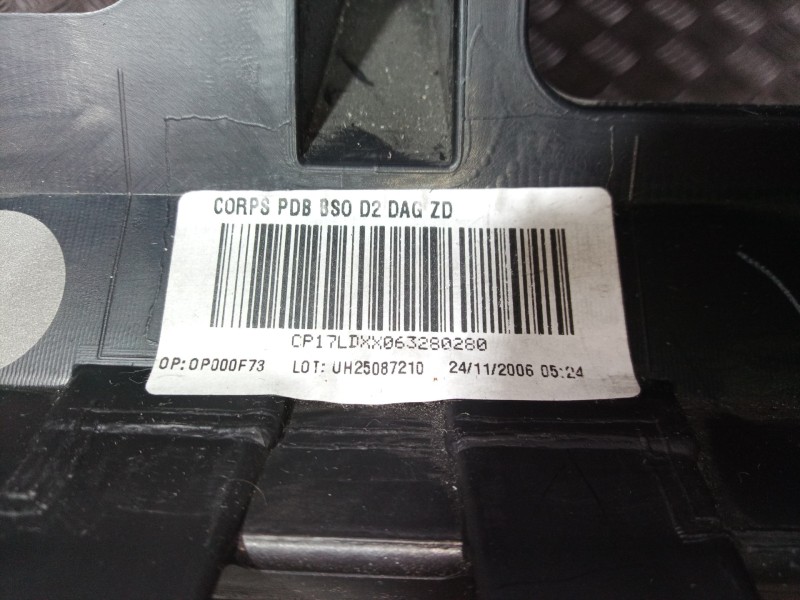 CORPS PDB BSO D2 DAG ZD
CP17LDXX063280280
OP:OP000F73 LOT: UH25087210 24/11/2006 05:24